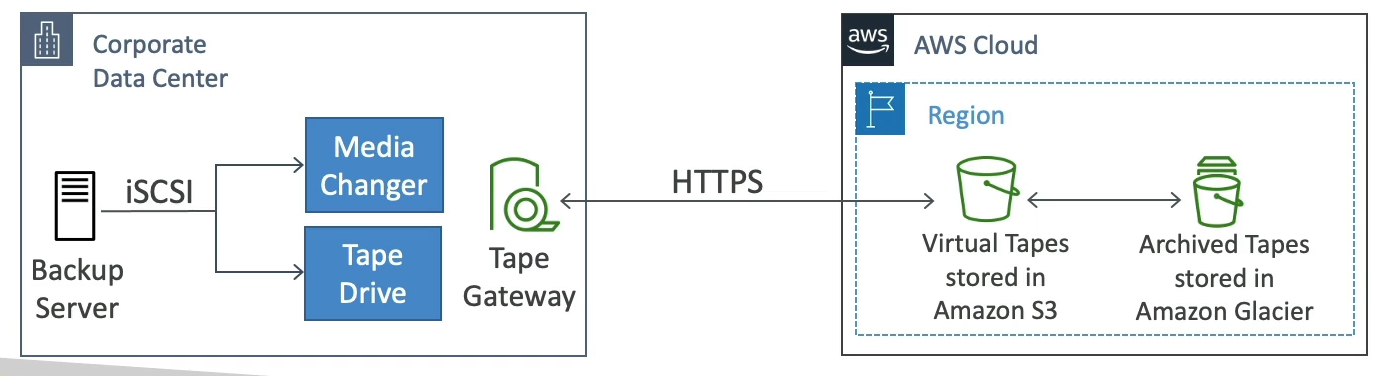 Corporate
Data Center
aws
AWS Cloud
Region
Media
Changer
iSCSI
HTTPS
Tape
Drive
Backup
Server
Tape
Gateway
Virtual Tapes
stored in
Amazon S3
Archived Tapes
stored in
Amazon Glacier